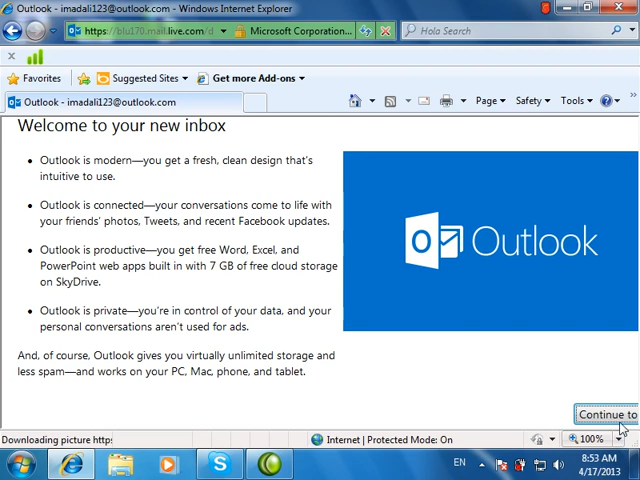 Outlook - imadali123@outlook.com - Windows Internet Explorer
https://blu170.mail.live.com/d
Microsoft Corporation...
Hola Search
Favorites
Suggested Sites
Get more Add-ons
Outlook - imadali123@outlook.com
Page
Safety
Tools
Welcome to your new inbox
Outlook is modern—you get a fresh, clean design that's
intuitive to use.
Outlook is connected—your conversations come to life with
your friends' photos, Tweets, and recent Facebook updates.
Outlook is productive—you get free Word, Excel, and
PowerPoint web apps built in with 7 GB of free cloud storage
on SkyDrive.
Outlook is private—you're in control of your data, and your
personal conversations aren't used for ads.
And, of course, Outlook gives you virtually unlimited storage and
less spam—and works on your PC, Mac, phone, and tablet.
Outlook
Continue to
Downloading picture http:
Internet | Protected Mode: On
100%
EN
8:53 AM
4/17/2013